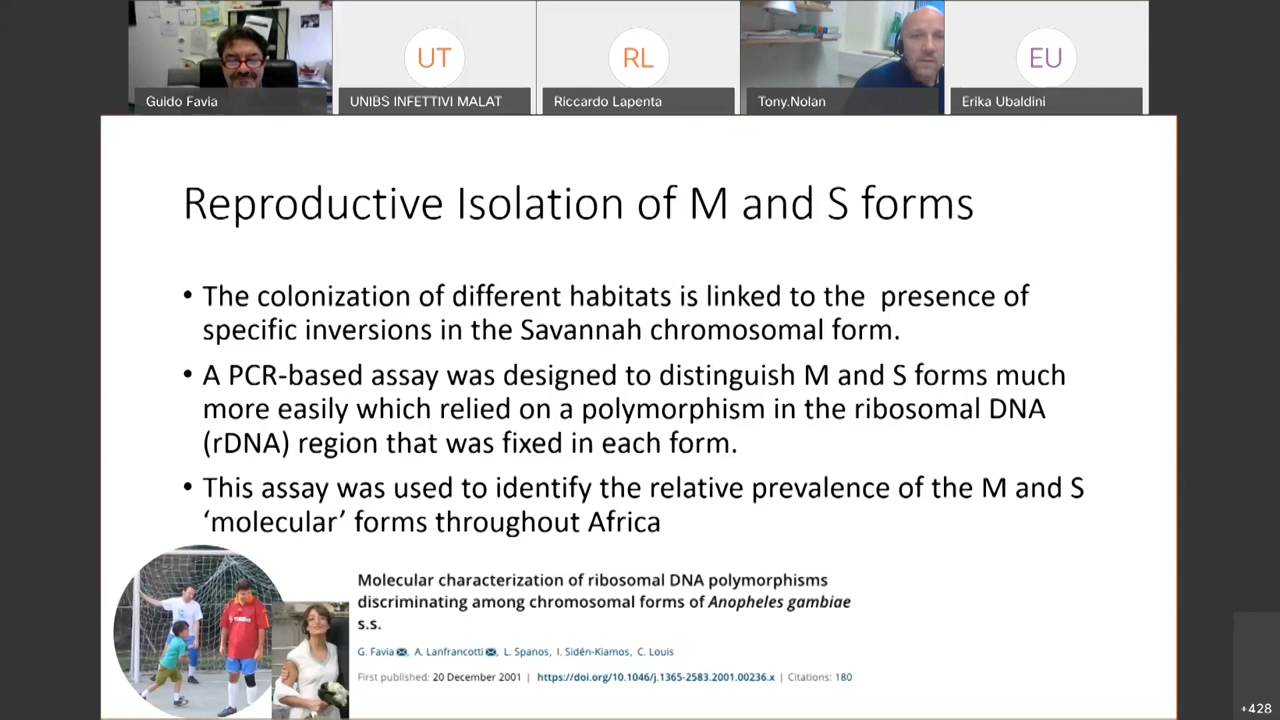 UT
RL
EU
Guido Favia
UNIBS INFETTIVI MALAT
Riccardo Lapenta
Tony.Nolan
Erika Ubaldini
Reproductive Isolation of M and S forms
• The colonization of different habitats is linked to the presence of
specific inversions in the Savannah chromosomal form.
• A PCR-based assay was designed to distinguish M and S forms much
more easily which relied on a polymorphism in the ribosomal DNA
(rDNA) region that was fixed in each form.
• This assay was used to identify the relative prevalence of the M and S
‘molecular’ forms throughout Africa
Molecular characterization of ribosomal DNA polymorphisms
discriminating among chromosomal forms of Anopheles gambiae
s.s.
G. Favia, A. Lanfrancotti, L. Spanos, I. Sidén-Kiamos, C. Louis
First published: 20 December 2001 | https://doi.org/10.1046/j.1365-2583.2001.00236.x | Citations: 180
+428